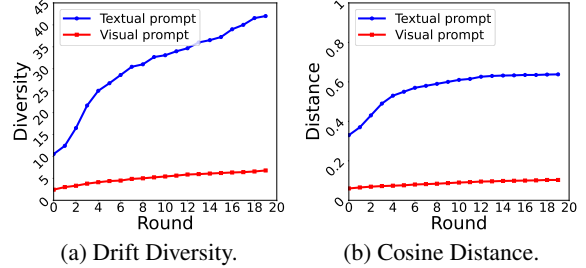 45
40
35
30
25
20
15
10
5
0
Diversity
Textual prompt
Visual prompt
0 2 4 6 8 10 12 14 16 18 20
Round
(a) Drift Diversity.
1
0.8
0.6
0.4
0.2
0
Distance
Textual prompt
Visual prompt
0 2 4 6 8 10 12 14 16 18 20
Round
(b) Cosine Distance.